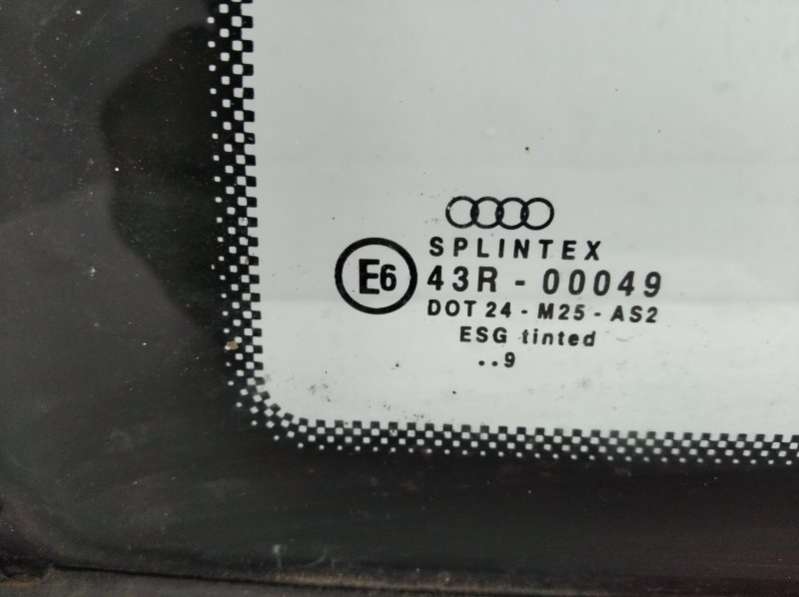 SPLINTEX
E6 43R - 00049
DOT 24 - M25 - AS2
ESG tinted
..9